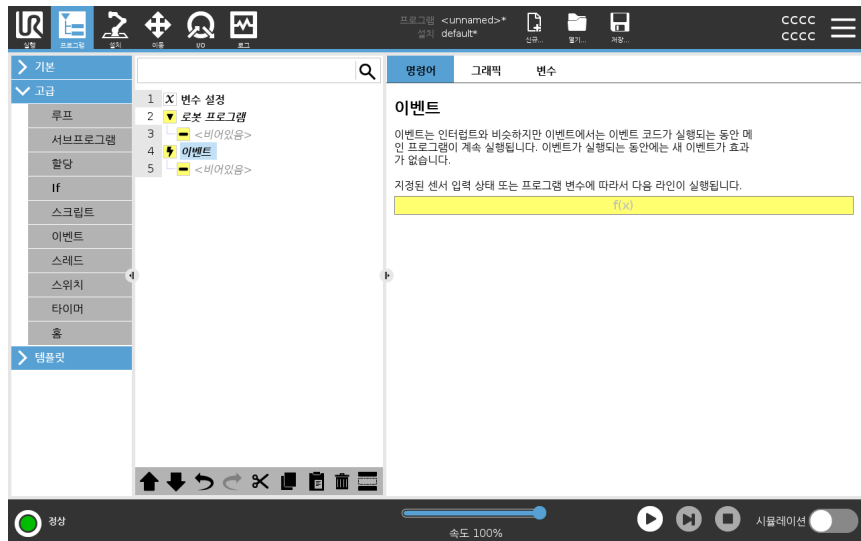 프로그램 <unnamed>*
설치 default*
CCCC
CCCC
실행 프로그램 설치 이동 I/O 로그 신규... 열기... 저장...
기본
고급
루프
서브프로그램
할당
If
스크립트
이벤트
스레드
스위치
타이머
홈
템플릿
1 x 변수 설정
2 로봇 프로그램
3 <비어있음>
4 이벤트
5 <비어있음>
명령어 그래픽 변수
이벤트
이벤트는 인터럽트와 비슷하지만 이벤트에서는 이벤트 코드가 실행되는 동안 메
인 프로그램이 계속 실행됩니다. 이벤트가 실행되는 동안에는 새 이벤트가 효과
가 없습니다.
지정된 센서 입력 상태 또는 프로그램 변수에 따라서 다음 라인이 실행됩니다.
f(x)
정상
속도 100%
시뮬레이션